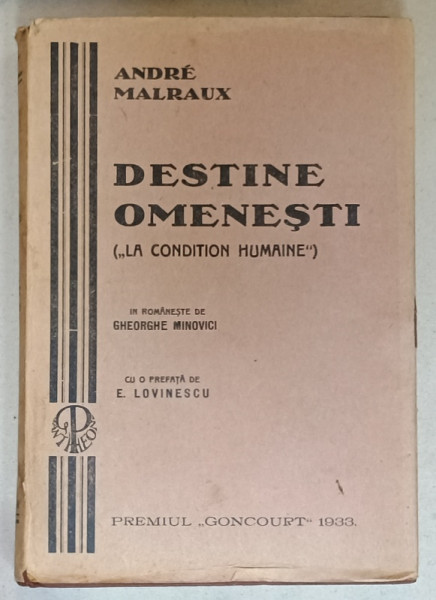 ANDRÉ
MALRAUX
DESTINE
OMENEȘTI
(„LA CONDITION HUMAINE“)
IN ROMÂNEȘTE DE
GHEORGHE MINOVICI
CU O PREFAȚĂ DE
E. LOVINESCU
PANTHEON
PREMIUL „GONCOURT“ 1933.